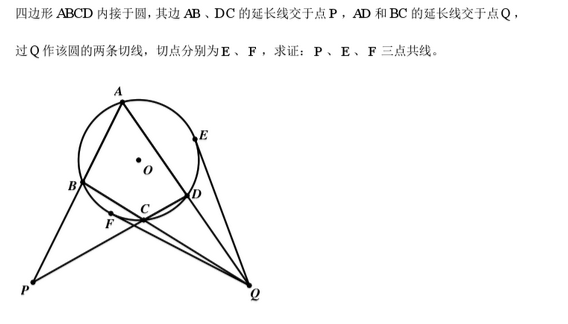 四边形 ABCD 内接于圆，其边 AB 、DC 的延长线交于点 P ，AD 和 BC 的延长线交于点 Q ，
过 Q 作该圆的两条切线，切点分别为 E 、 F ，求证： P 、 E 、 F 三点共线。
A
E
O
B
D
C
F
P
Q